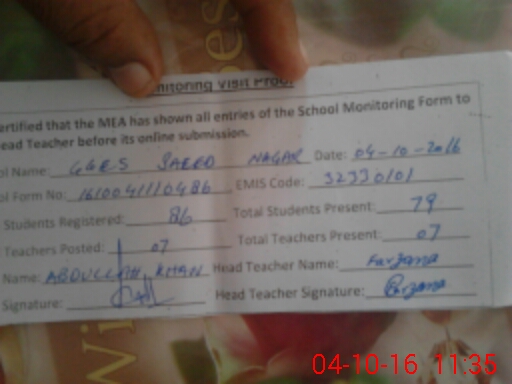 nitoring Visit Proof
ertified that the MEA has shown all entries of the School Monitoring Form to
ead Teacher before its online submission.
ol Name: GGES SAEED NAGAR Date: 04-10-2016
ol Form No: EMIS Code: 32330101
Students Registered: 86 Total Students Present: 79
Teachers Posted: 07 Total Teachers Present: 07
Name: ABDULLAH KHAN Head Teacher Name: Farzana
Signature: Head Teacher Signature: Farzana
04-10-16 11:35